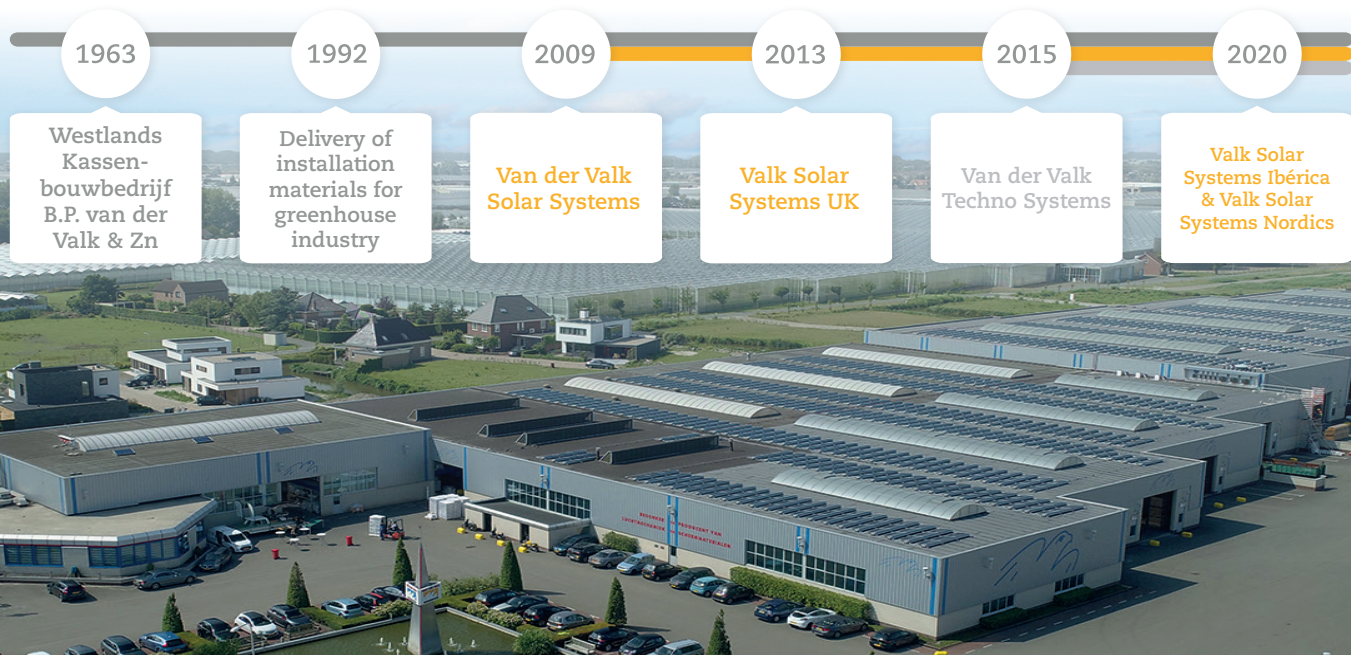 1963
1992
2009
2013
2015
2020
Westlands
Kassen-
bouwbedrijf
B.P. van der
Valk & Zn
Delivery of
installation
materials for
greenhouse
industry
Van der Valk
Solar Systems
Valk Solar
Systems UK
Van der Valk
Techno Systems
Valk Solar
Systems Ibérica
& Valk Solar
Systems Nordics